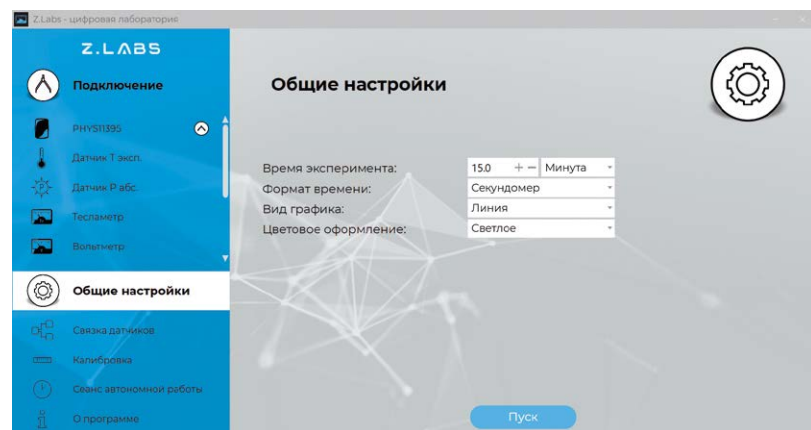 Z.Labs - цифровая лаборатория
Z.LABS
Подключение
PHYS11395
Датчик Т эксп.
Датчик Р абс.
Тесламетр
Вольтметр
Общие настройки
Связка датчиков
Калибровка
Сеанс автономной работы
О программе
Общие настройки
Время эксперимента: 15.0 + − Минута
Формат времени: Секундомер
Вид графика: Линия
Цветовое оформление: Светлое
Пуск